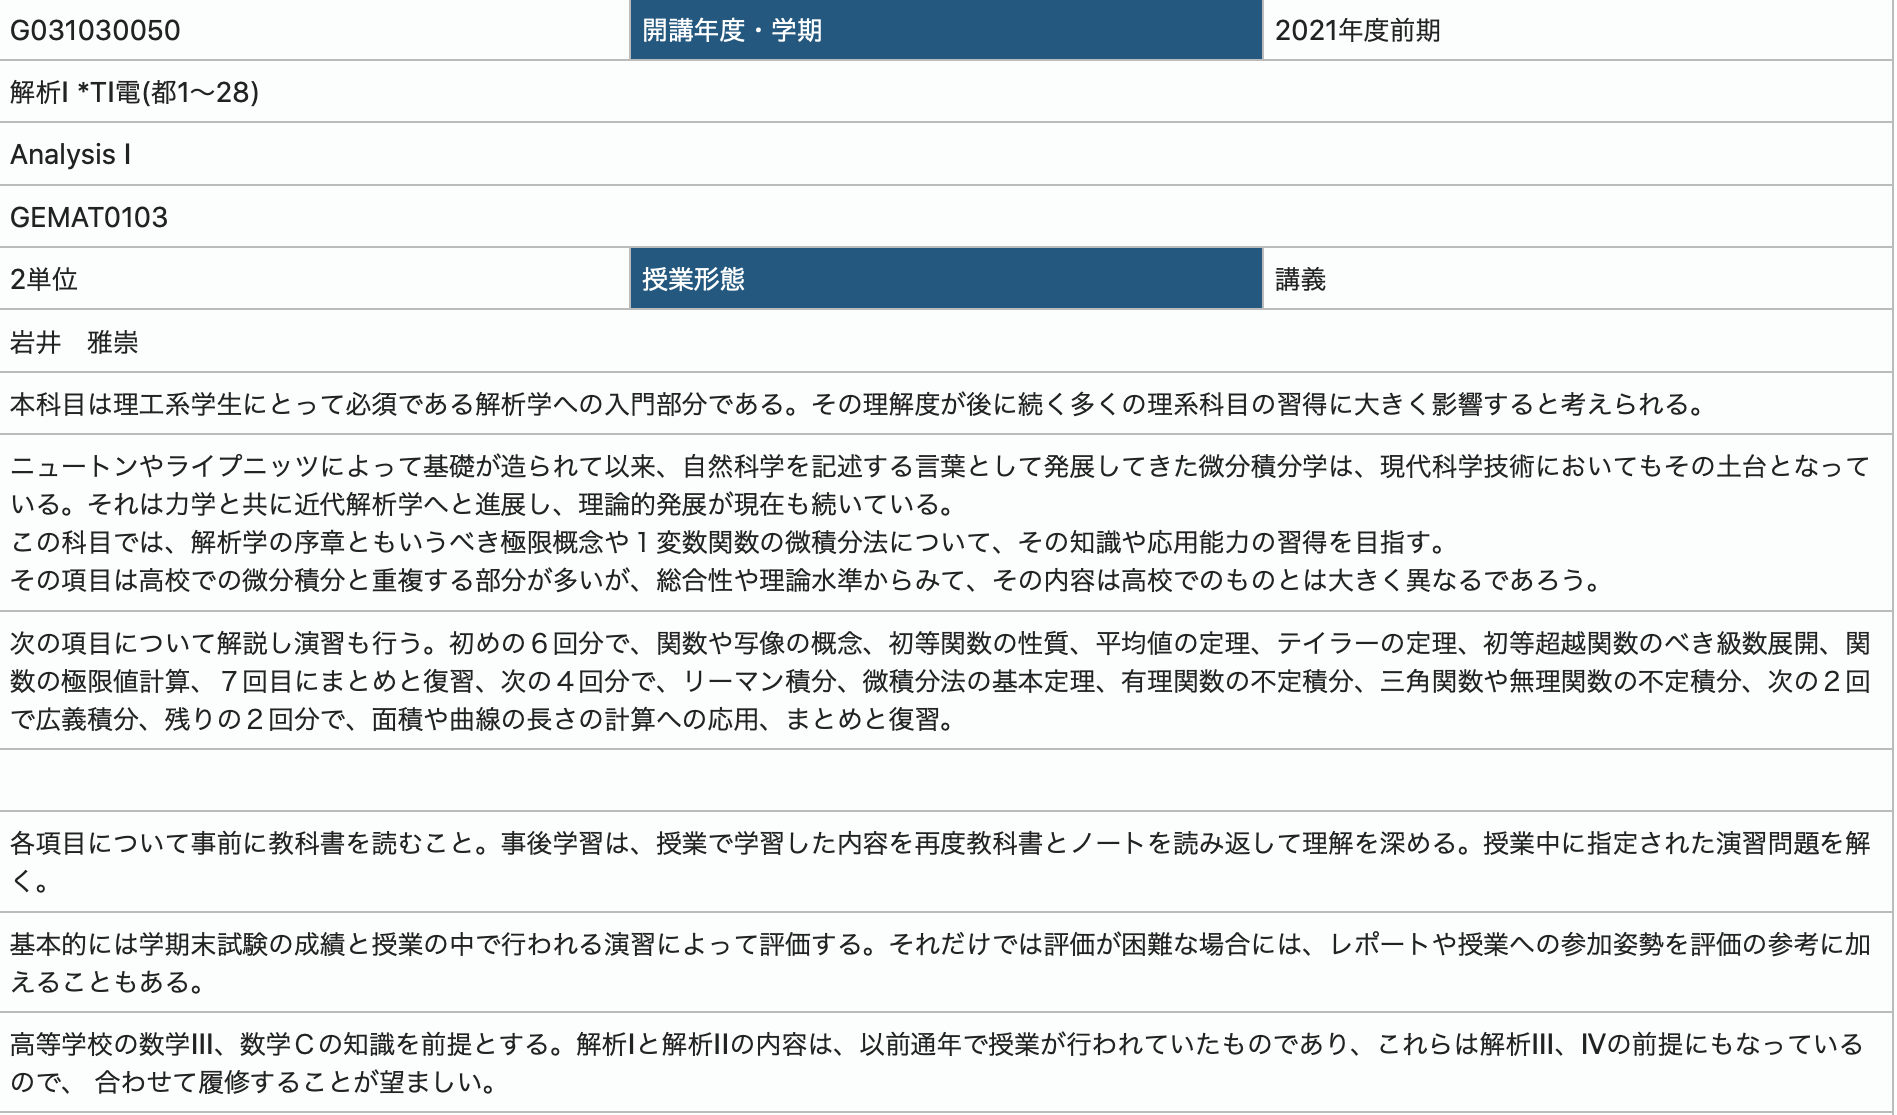 G031030050 開講年度・学期 2021年度前期
解析I *TI電(都1～28)
Analysis I
GEMAT0103
2単位 授業形態 講義
岩井　雅崇
本科目は理工系学生にとって必須である解析学への入門部分である。その理解度が後に続く多くの理系科目の習得に大きく影響すると考えられる。
ニュートンやライプニッツによって基礎が造られて以来、自然科学を記述する言葉として発展してきた微分積分学は、現代科学技術においてもその土台となって
いる。それは力学と共に近代解析学へと進展し、理論的発展が現在も続いている。
この科目では、解析学の序章ともいうべき極限概念や１変数関数の微積分法について、その知識や応用能力の習得を目指す。
その項目は高校での微分積分と重複する部分が多いが、総合性や理論水準からみて、その内容は高校でのものとは大きく異なるであろう。
次の項目について解説し演習も行う。初めの６回分で、関数や写像の概念、初等関数の性質、平均値の定理、テイラーの定理、初等超越関数のべき級数展開、関
数の極限値計算、７回目にまとめと復習、次の４回分で、リーマン積分、微積分法の基本定理、有理関数の不定積分、三角関数や無理関数の不定積分、次の２回
で広義積分、残りの２回分で、面積や曲線の長さの計算への応用、まとめと復習。
各項目について事前に教科書を読むこと。事後学習は、授業で学習した内容を再度教科書とノートを読み返して理解を深める。授業中に指定された演習問題を解
く。
基本的には学期末試験の成績と授業の中で行われる演習によって評価する。それだけでは評価が困難な場合には、レポートや授業への参加姿勢を評価の参考に加
えることもある。
高等学校の数学III、数学Ｃの知識を前提とする。解析Iと解析IIの内容は、以前通年で授業が行われていたものであり、これらは解析III、IVの前提にもなっている
ので、 合わせて履修することが望ましい。